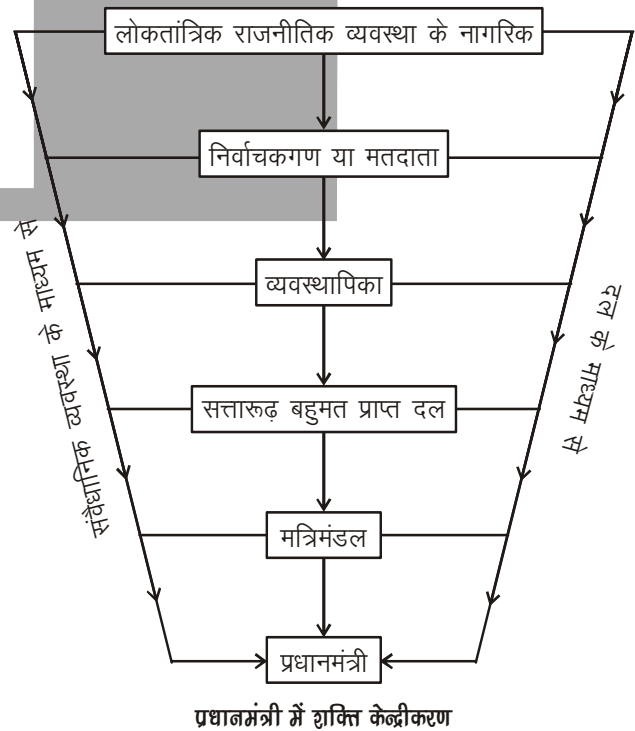 लोकतांत्रिक राजनीतिक व्यवस्था के नागरिक
निर्वाचकगण या मतदाता
व्यवस्थापिका
सत्तारूढ़ बहुमत प्राप्त दल
मत्रिमंडल
प्रधानमंत्री
संवैधानिक व्यवस्था के माध्यम से
दल के माध्यम से
प्रधानमंत्री में शक्ति केन्द्रीकरण